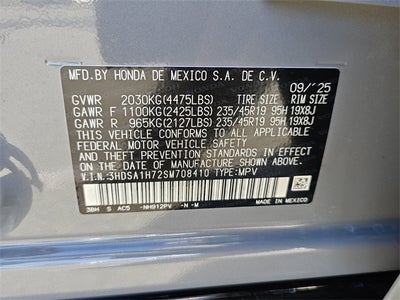 MFD.BY HONDA DE MEXICO S.A. DE C.V.
09/'25
GVWR 2030KG(4475LBS) TIRE SIZE RIM SIZE
GAWR F 1100KG(2425LBS) 235/45R19 95H 19X8J
GAWR R 965KG(2127LBS) 235/45R19 95H 19X8J
THIS VEHICLE CONFORMS TO ALL APPLICABLE
FEDERAL MOTOR VEHICLE SAFETY AND THEFT
PREVENTION STANDARDS IN EFFECT ON THE DATE
OF MANUFACTURE SHOWN ABOVE.
V.I.N.:3HDSA1H72SM708410 TYPE:MPV
3BH S AC5 -NH912PV -N -M
MADE IN
MEXICO